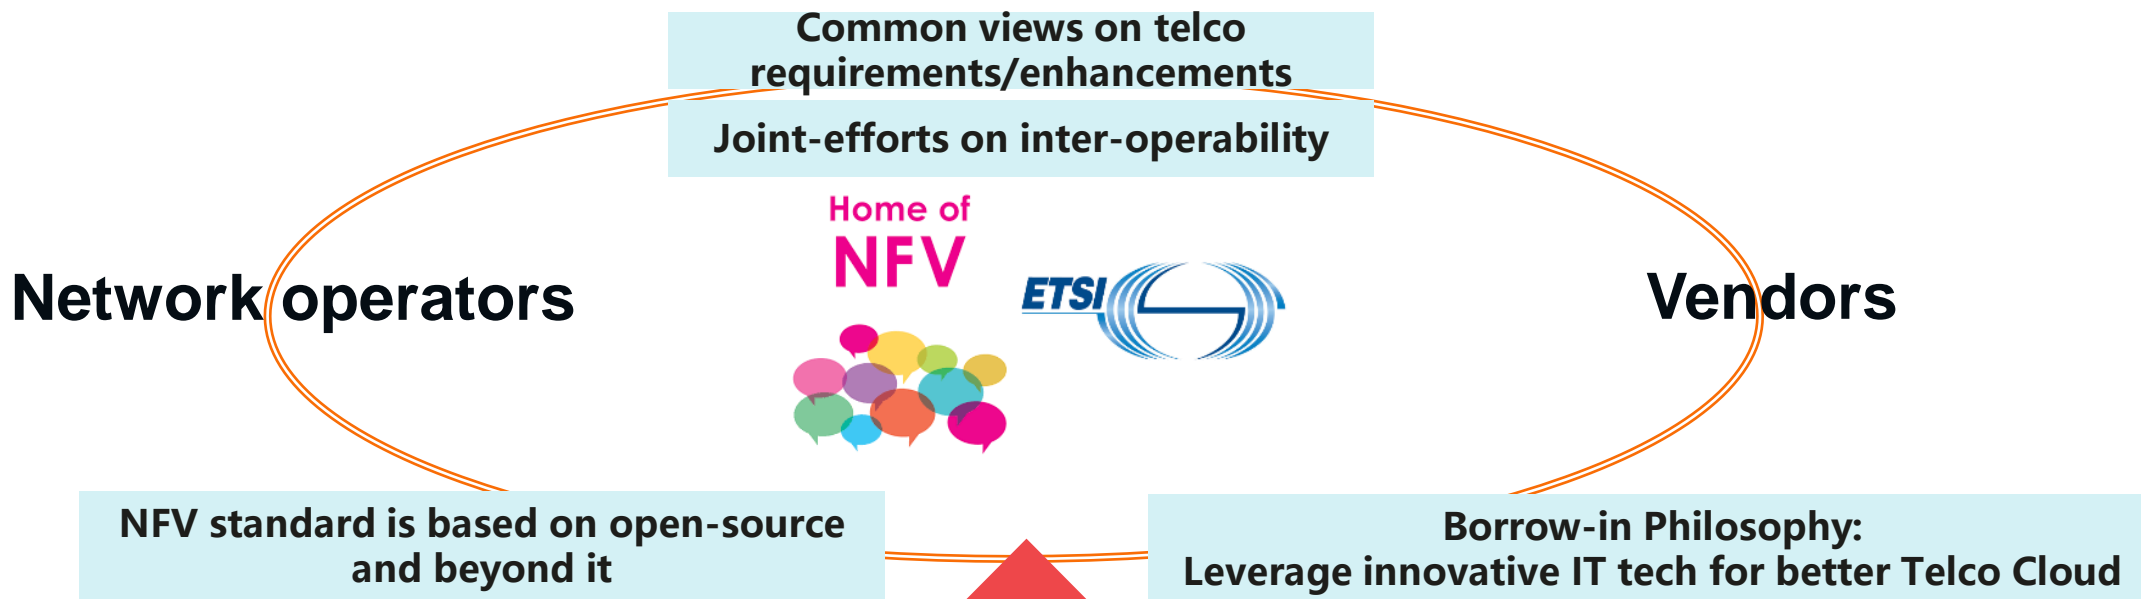 Common views on telco
requirements/enhancements
Joint-efforts on inter-operability
Home of
NFV
ETSI
Network operators
Vendors
NFV standard is based on open-source
and beyond it
Borrow-in Philosophy:
Leverage innovative IT tech for better Telco Cloud